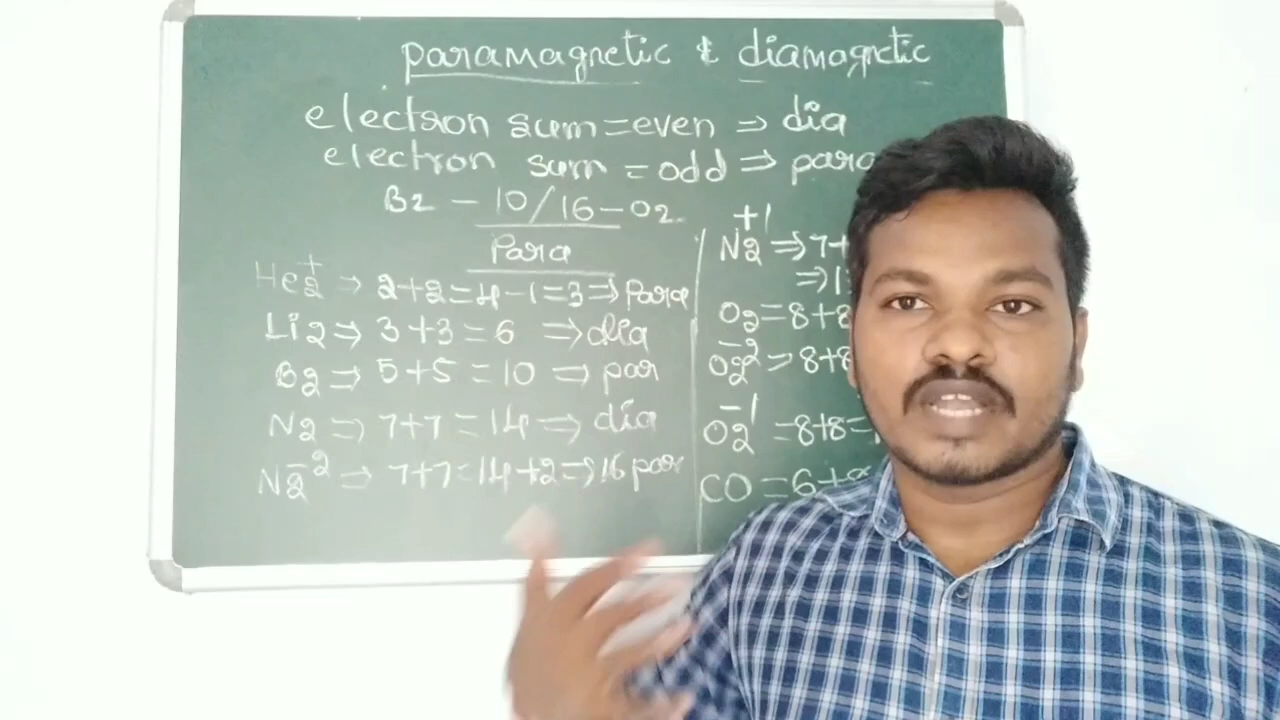 paramagnetic & diamagnetic
electron sum = even ⇒ dia
electron sum = odd ⇒ para
B2 - 10/16 - O2
Para
He2+ ⇒ 2+2=4-1=3 ⇒ Para
Li2 ⇒ 3+3=6 ⇒ dia
B2 ⇒ 5+5=10 ⇒ par
N2 ⇒ 7+7=14 ⇒ dia
N2-2 ⇒ 7+7=14+2 ⇒ 16 par
N2+1 ⇒ 7+
⇒ 1
O2 = 8+8
O2-2 ⇒ 8+8
O2-1 = 8+8=
CO = 6+8